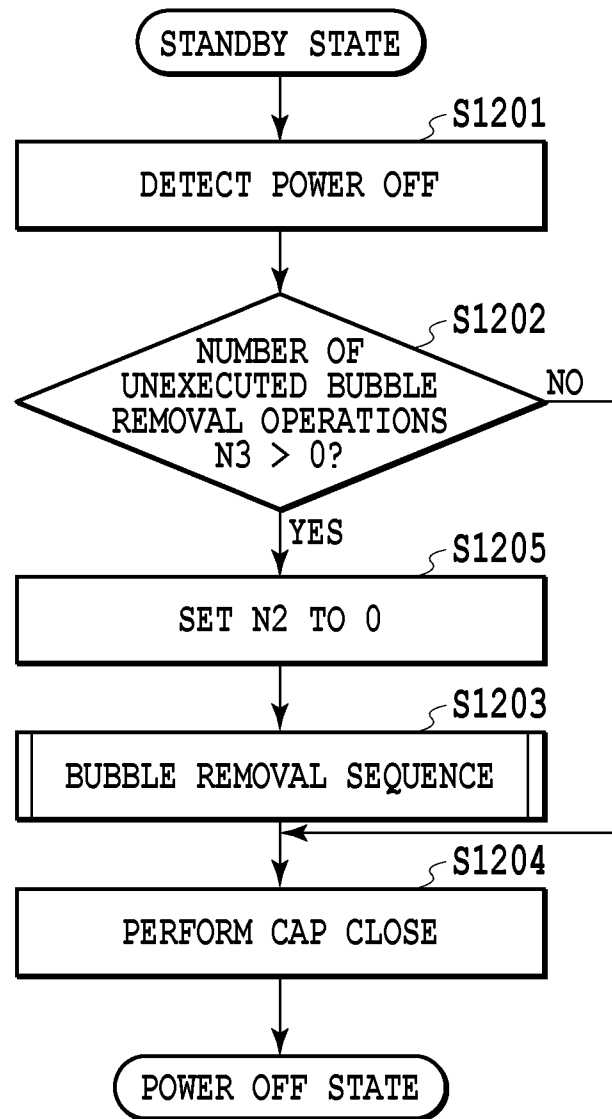 STANDBY STATE
S1201
DETECT POWER OFF
S1202
NUMBER OF
UNEXECUTED BUBBLE
REMOVAL OPERATIONS
N3 > 0?
NO
YES
S1205
SET N2 TO 0
S1203
BUBBLE REMOVAL SEQUENCE
S1204
PERFORM CAP CLOSE
POWER OFF STATE